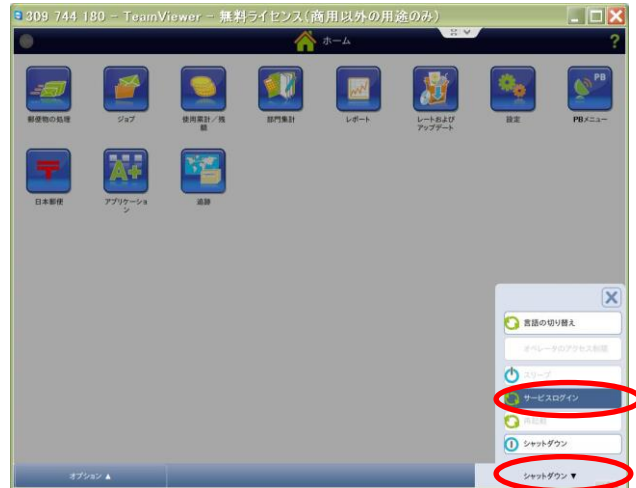 309 744 180 - TeamViewer - 無料ライセンス(商用以外の用途のみ)
ホーム
?
郵便物の処理
ジョブ
使用累計/残
額
部門集計
レポート
レートおよび
アップデート
設定
PB
PBメニュー
日本郵便
A+
アプリケーショ
ン
追跡
言語の切り替え
オペレータのアクセス制限
スリープ
サービスログイン
再起動
シャットダウン
オプション ▲
シャットダウン ▼